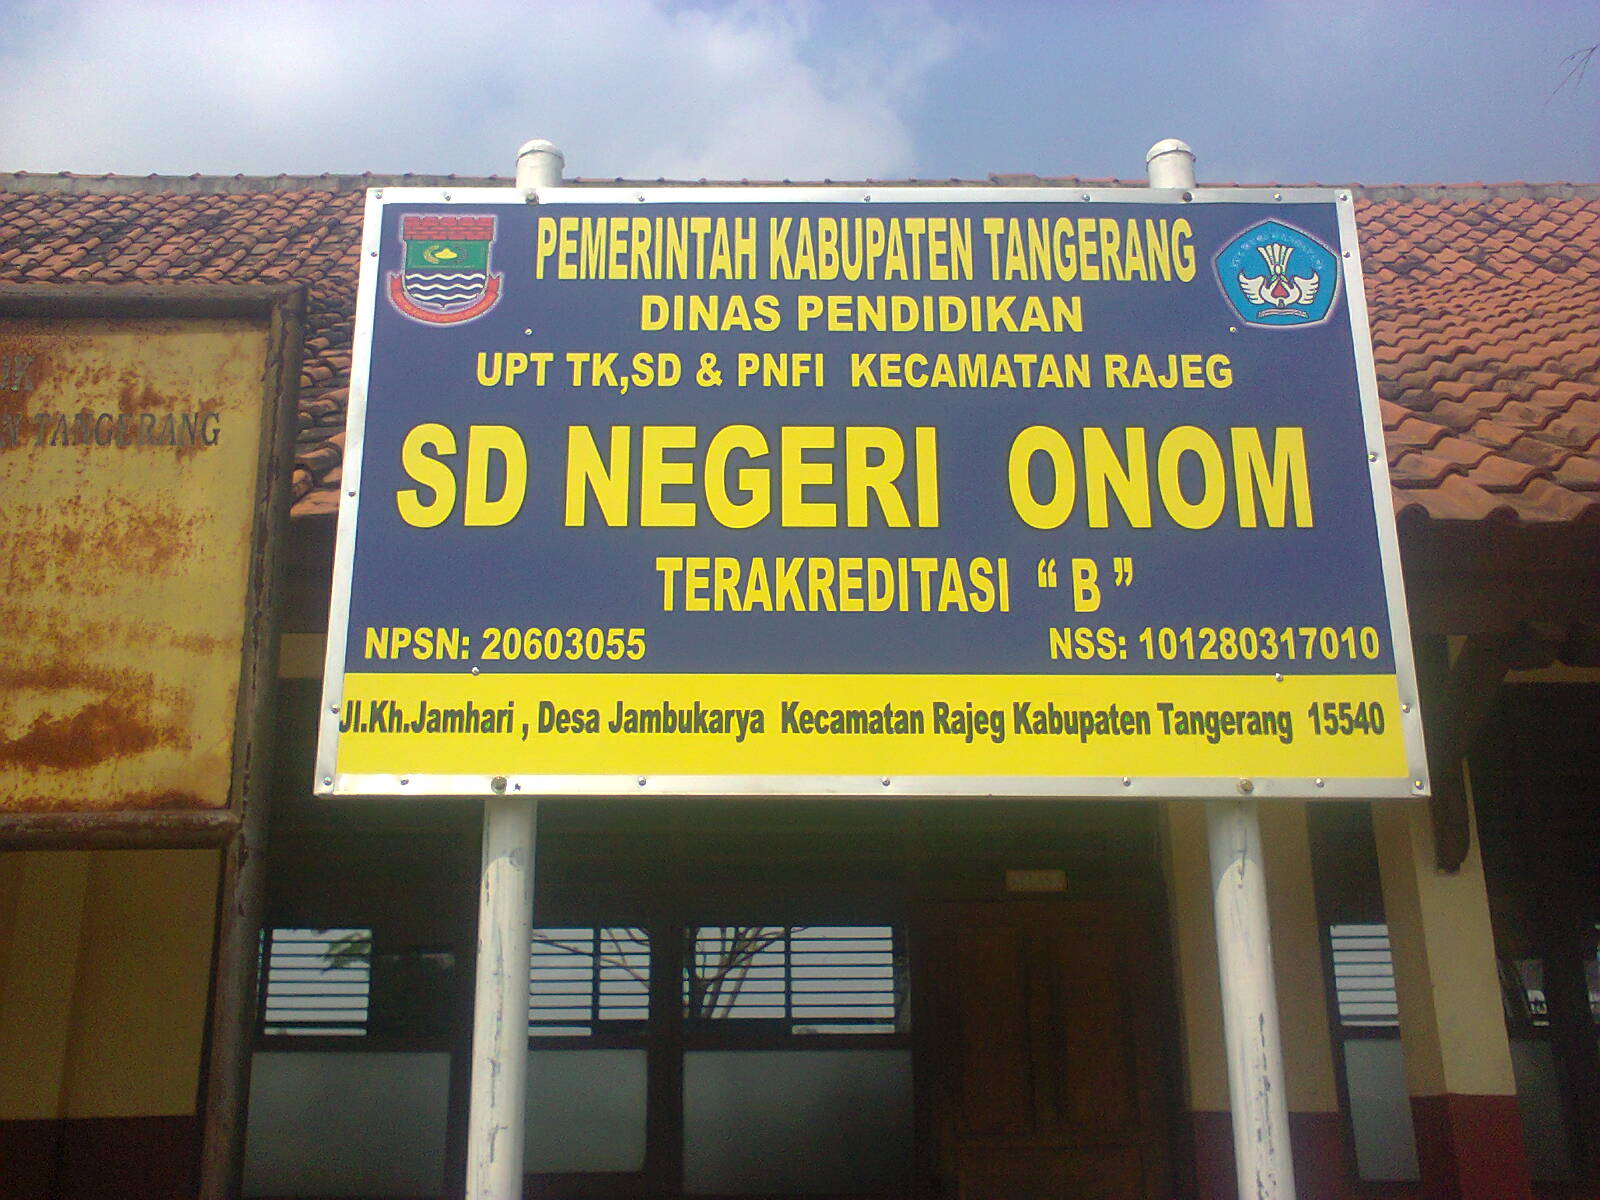 PEMERINTAH KABUPATEN TANGERANG
DINAS PENDIDIKAN
UPT TK,SD & PNFI KECAMATAN RAJEG
SD NEGERI ONOM
TERAKREDITASI “ B ”
NPSN: 20603055 NSS: 101280317010
Jl.Kh.Jamhari , Desa Jambukarya Kecamatan Rajeg Kabupaten Tangerang 15540
TANGERANG